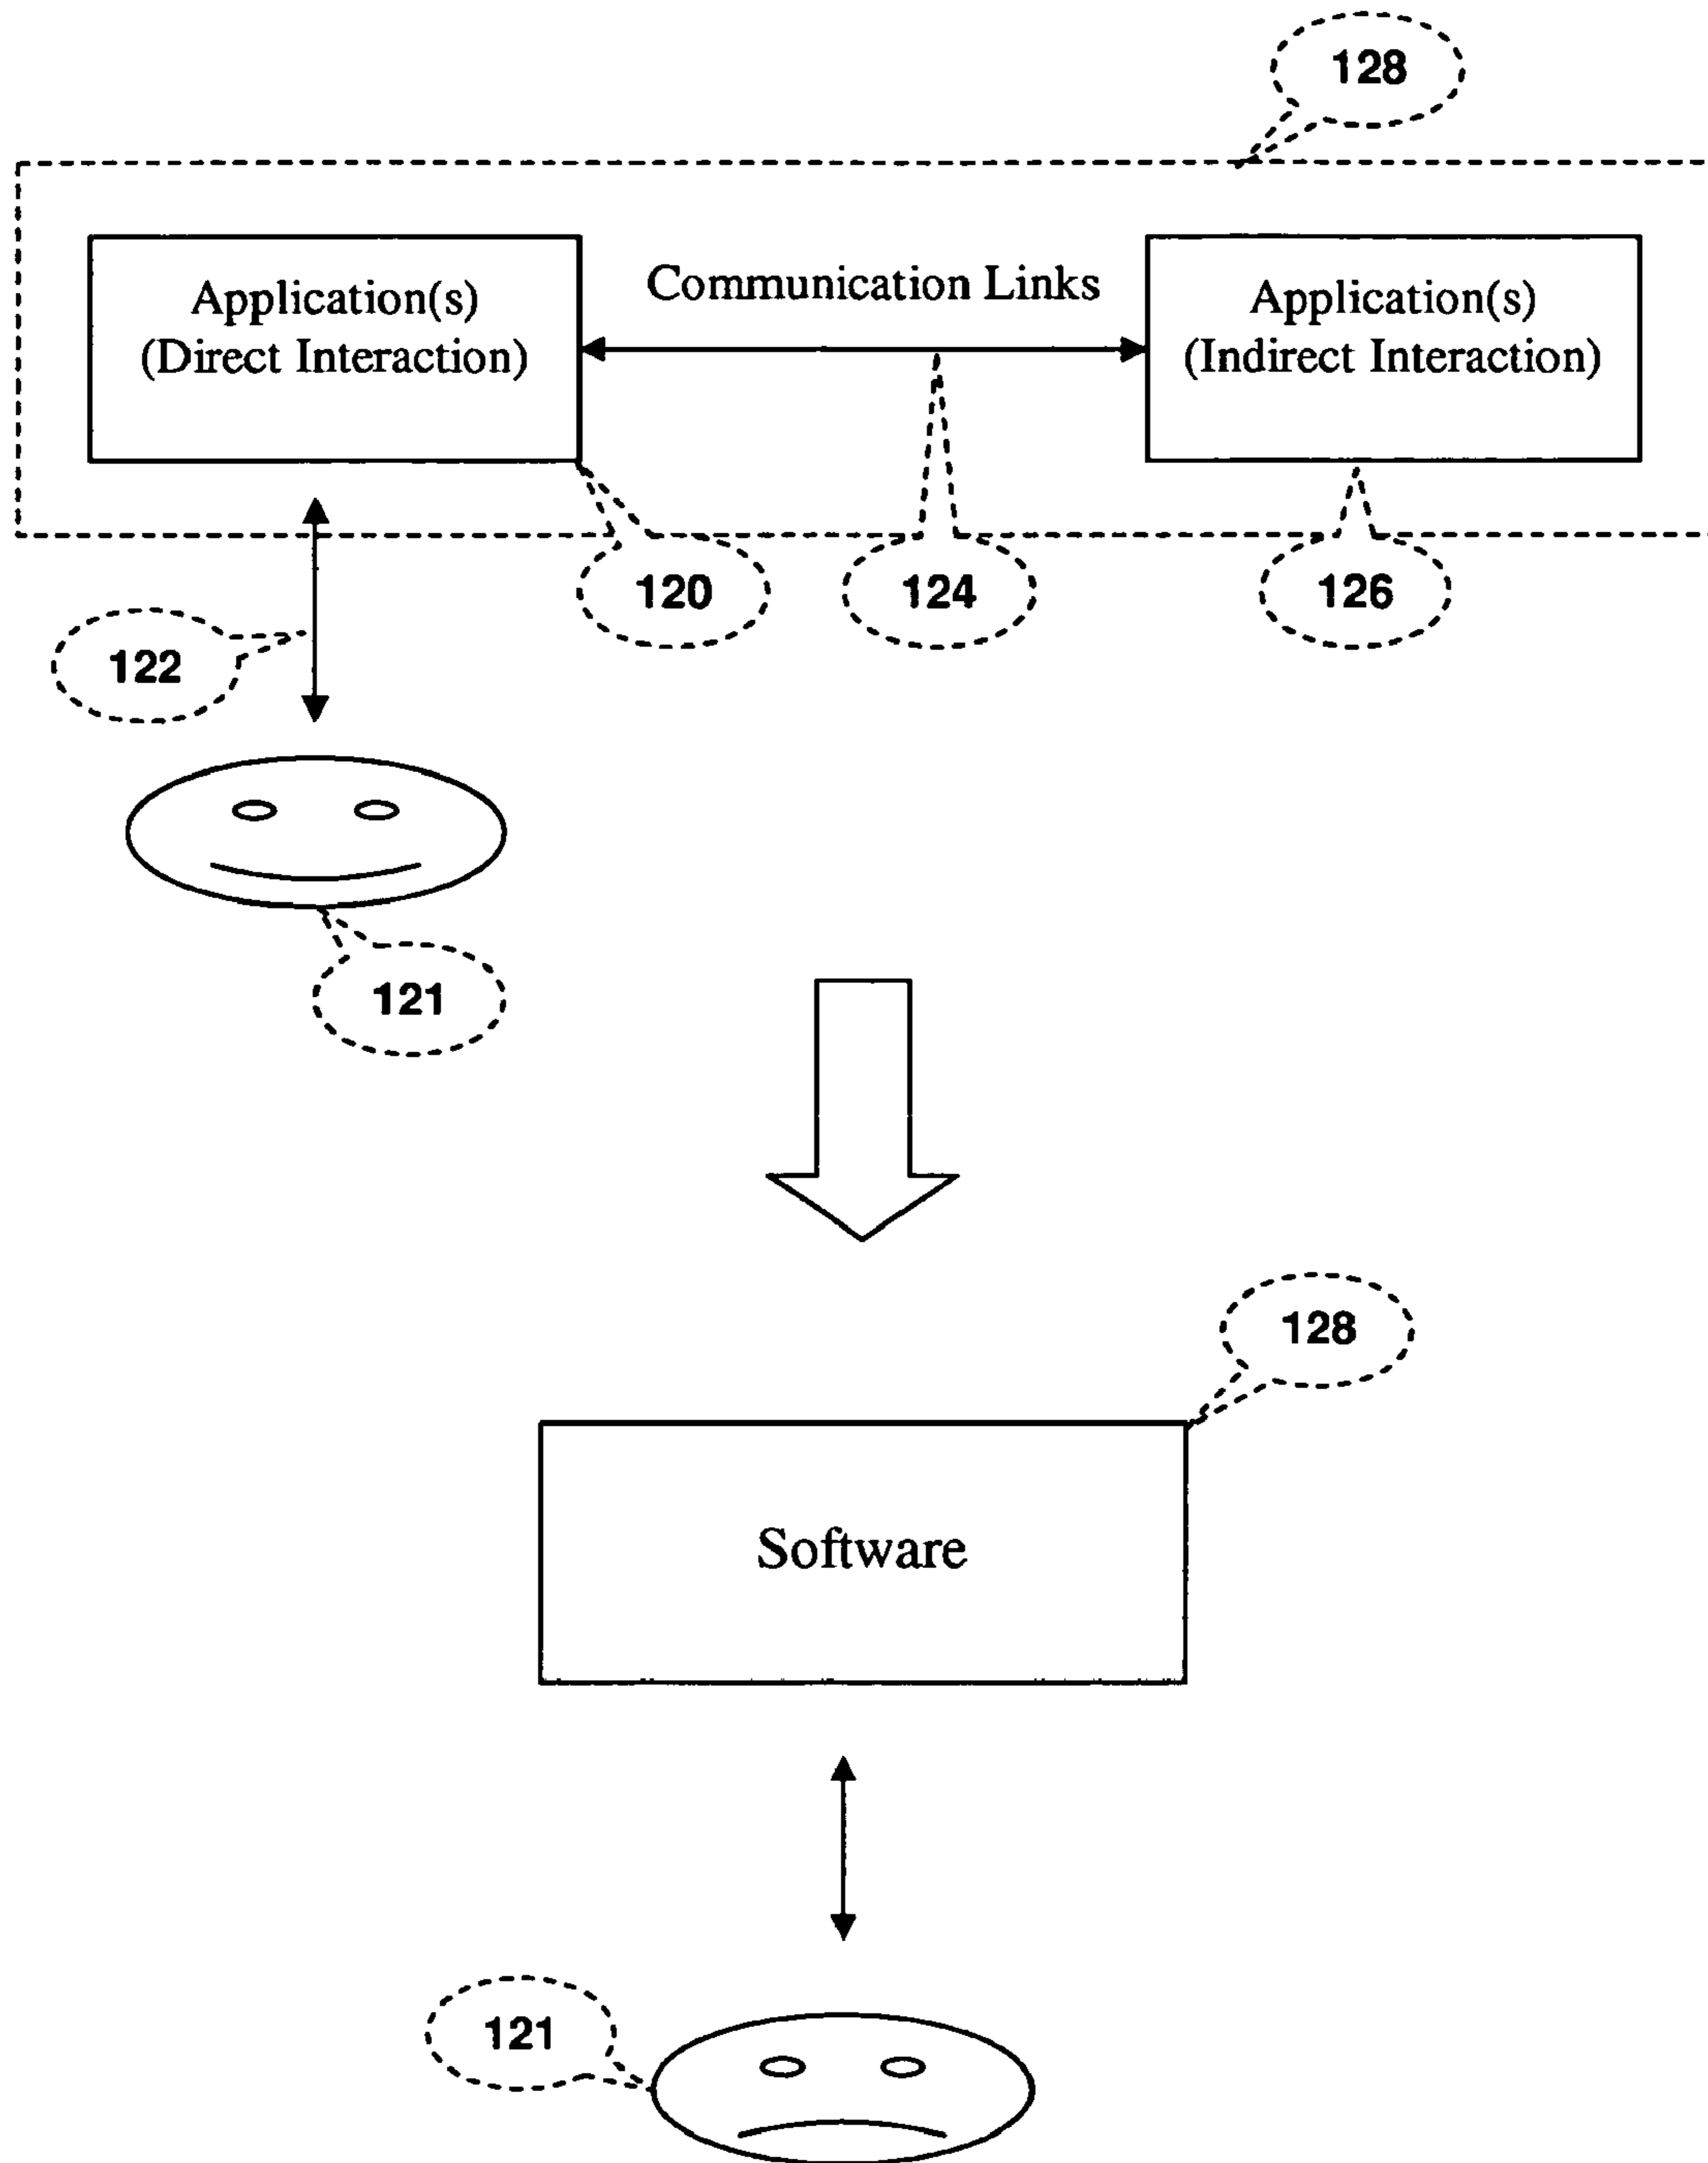 128
Application(s)
(Direct Interaction)
Communication Links
Application(s)
(Indirect Interaction)
120
124
126
122
121
128
Software
121